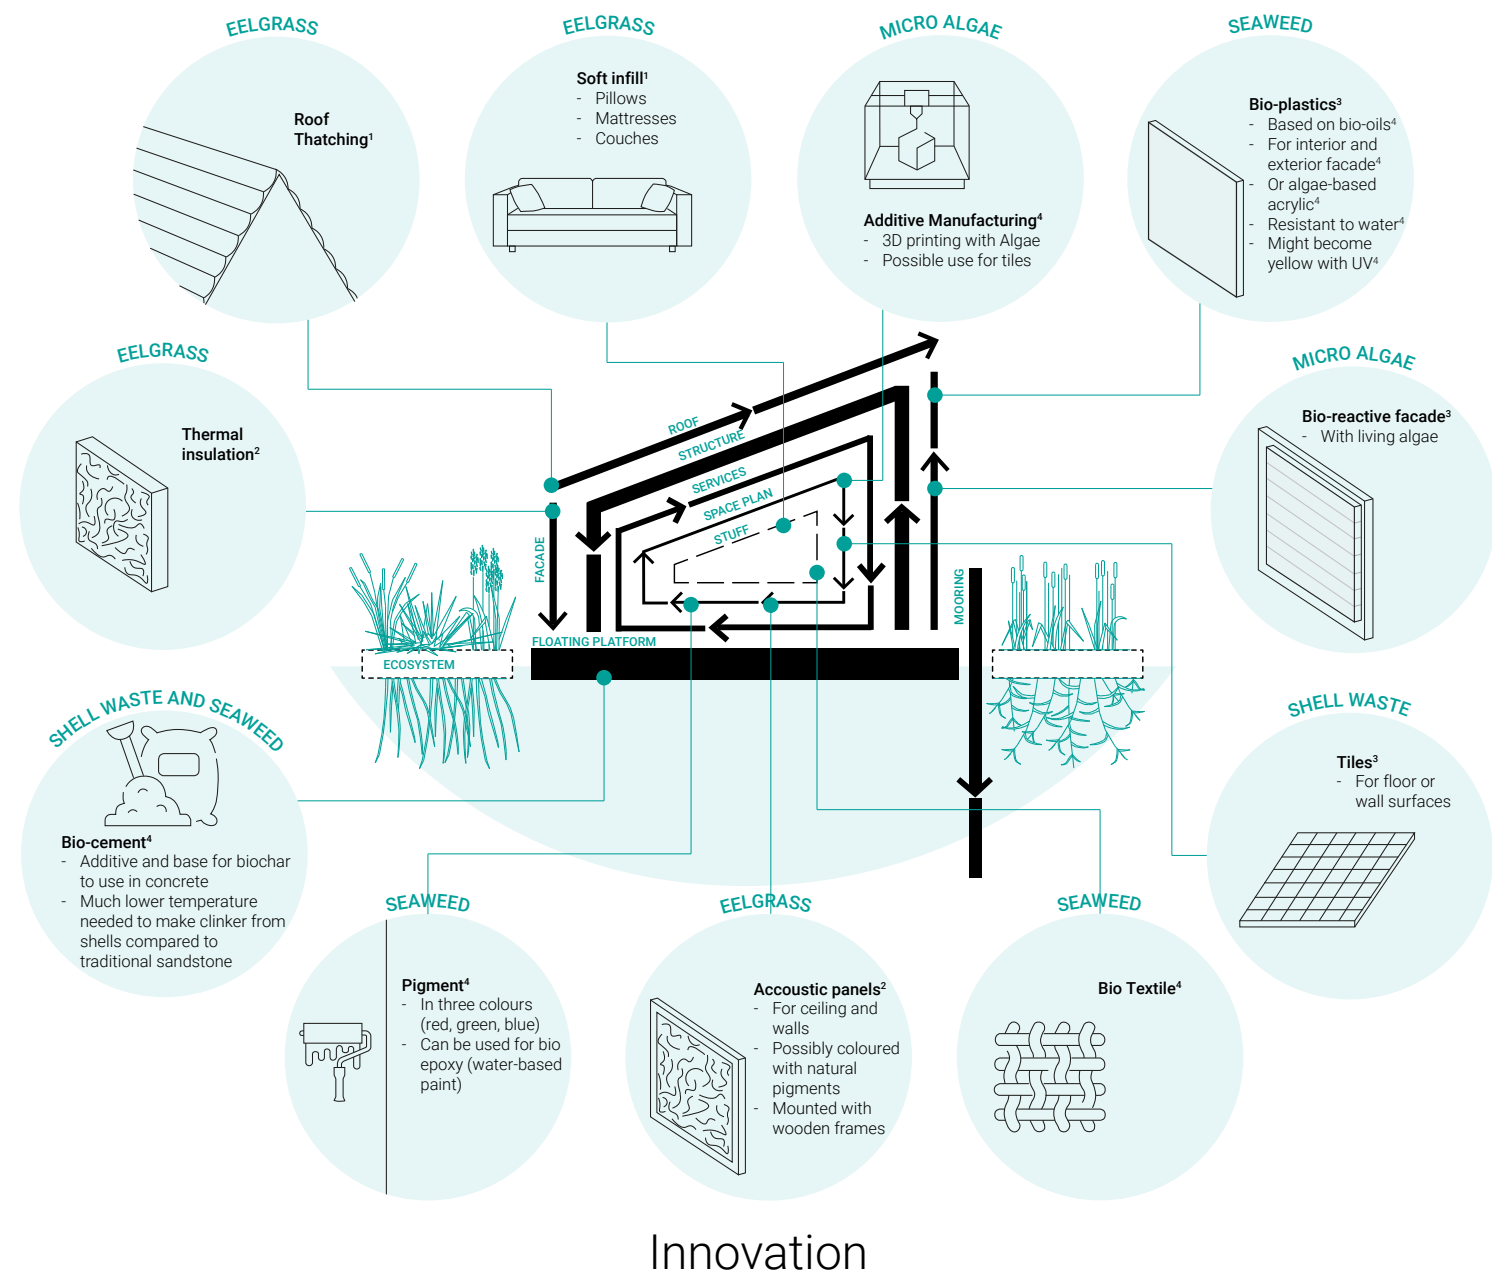 EELGRASS
Roof
Thatching¹
EELGRASS
Soft infill¹
- Pillows
- Mattresses
- Couches
MICRO ALGAE
Additive Manufacturing⁴
- 3D printing with Algae
- Possible use for tiles
SEAWEED
Bio-plastics³
- Based on bio-oils⁴
- For interior and
exterior facade⁴
- Or algae-based
acrylic⁴
- Resistant to water⁴
- Might become
yellow with UV⁴
EELGRASS
Thermal
insulation²
MICRO ALGAE
Bio-reactive facade³
- With living algae
ROOF
STRUCTURE
SERVICES
SPACE PLAN
STUFF
FACADE
MOORING
FLOATING PLATFORM
ECOSYSTEM
SHELL WASTE AND SEAWEED
Bio-cement⁴
- Additive and base for biochar
to use in concrete
- Much lower temperature
needed to make clinker from
shells compared to
traditional sandstone
SHELL WASTE
Tiles³
- For floor or
wall surfaces
SEAWEED
Pigment⁴
- In three colours
(red, green, blue)
- Can be used for bio
epoxy (water-based
paint)
EELGRASS
Accoustic panels²
- For ceiling and
walls
- Possibly coloured
with natural
pigments
- Mounted with
wooden frames
SEAWEED
Bio Textile⁴
Innovation